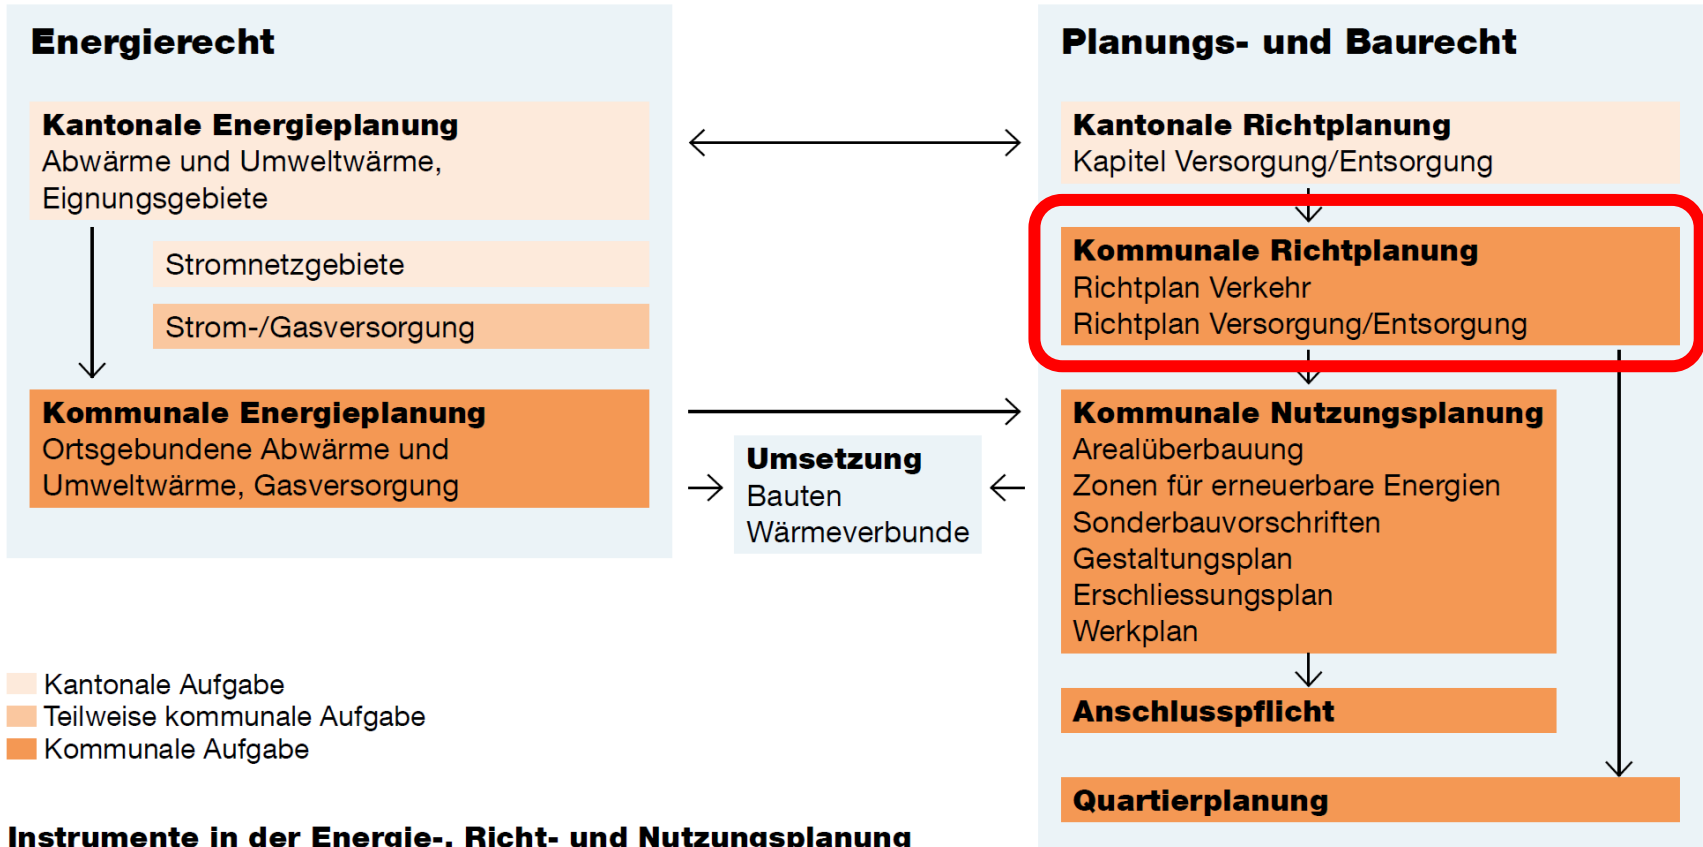 Energierecht
Kantonale Energieplanung
Abwärme und Umweltwärme,
Eignungsgebiete
Stromnetzgebiete
Strom-/Gasversorgung
Kommunale Energieplanung
Ortsgebundene Abwärme und
Umweltwärme, Gasversorgung
Umsetzung
Bauten
Wärmeverbunde
Planungs- und Baurecht
Kantonale Richtplanung
Kapitel Versorgung/Entsorgung
Kommunale Richtplanung
Richtplan Verkehr
Richtplan Versorgung/Entsorgung
Kommunale Nutzungsplanung
Arealüberbauung
Zonen für erneuerbare Energien
Sonderbauvorschriften
Gestaltungsplan
Erschliessungsplan
Werkplan
Anschlusspflicht
Quartierplanung
Kantonale Aufgabe
Teilweise kommunale Aufgabe
Kommunale Aufgabe
Instrumente in der Energie-, Richt- und Nutzungsplanung